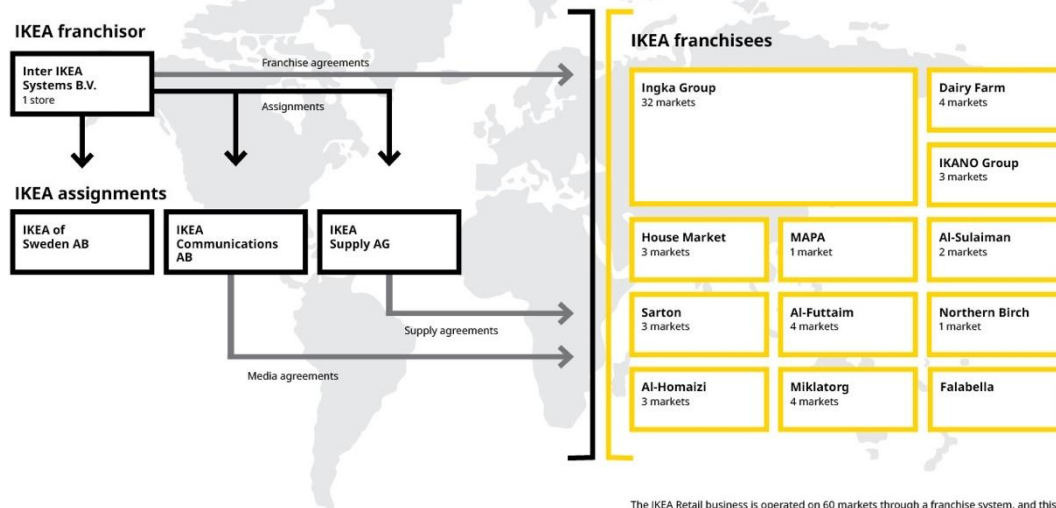 IKEA franchisor
Inter IKEA
Systems B.V.
1 store
Franchise agreements
Assignments
IKEA assignments
IKEA of
Sweden AB
IKEA
Communications
AB
IKEA
Supply AG
Supply agreements
Media agreements
IKEA franchisees
Ingka Group
32 markets
Dairy Farm
4 markets
IKANO Group
3 markets
House Market
3 markets
MAPA
1 market
Al-Sulaiman
2 markets
Sarton
3 markets
Al-Futtaim
4 markets
Northern Birch
1 market
Al-Homaizi
3 markets
Miklatorg
4 markets
Falabella
The IKEA Retail business is operated on 60 markets through a franchise system, and this